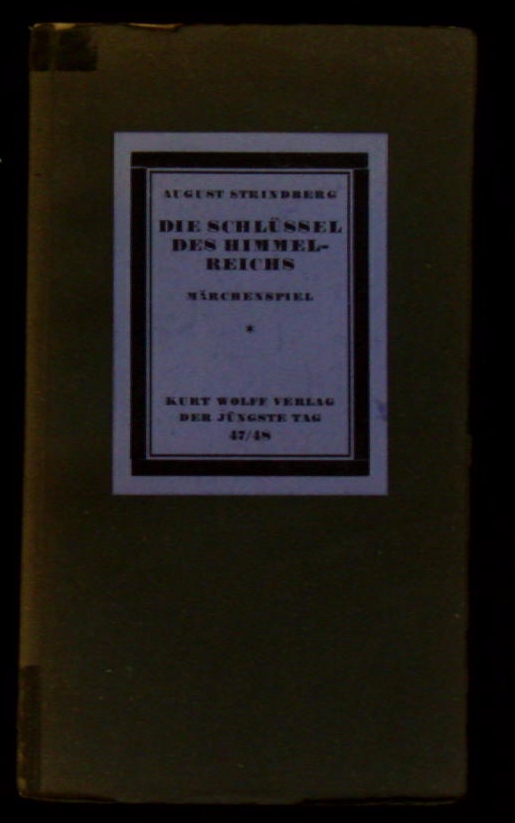 AUGUST STRINDBERG
DIE SCHLÜSSEL
DES HIMMEL-
REICHS
MÄRCHENSPIEL
*
KURT WOLFF VERLAG
DER JÜNGSTE TAG
47/48